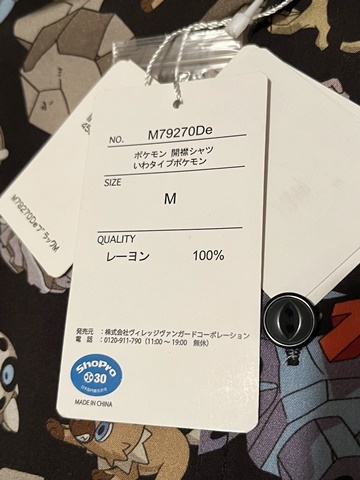 NO. M79270De
ポケモン 開襟シャツ
いわタイプポケモン
SIZE
M
QUALITY
レーヨン 100%
発売元 : 株式会社ヴィレッジヴァンガードコーポレーション
電 話 : 0120-911-790 (11:00～19:00 無休)
ShoPro
30
MADE IN CHINA
M79270DeブラックM